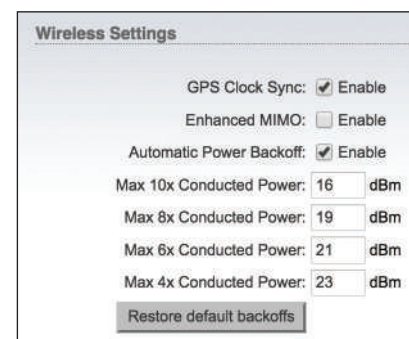 Wireless Settings
GPS Clock Sync: Enable
Enhanced MIMO: Enable
Automatic Power Backoff: Enable
Max 10x Conducted Power: 16 dBm
Max 8x Conducted Power: 19 dBm
Max 6x Conducted Power: 21 dBm
Max 4x Conducted Power: 23 dBm
Restore default backoffs